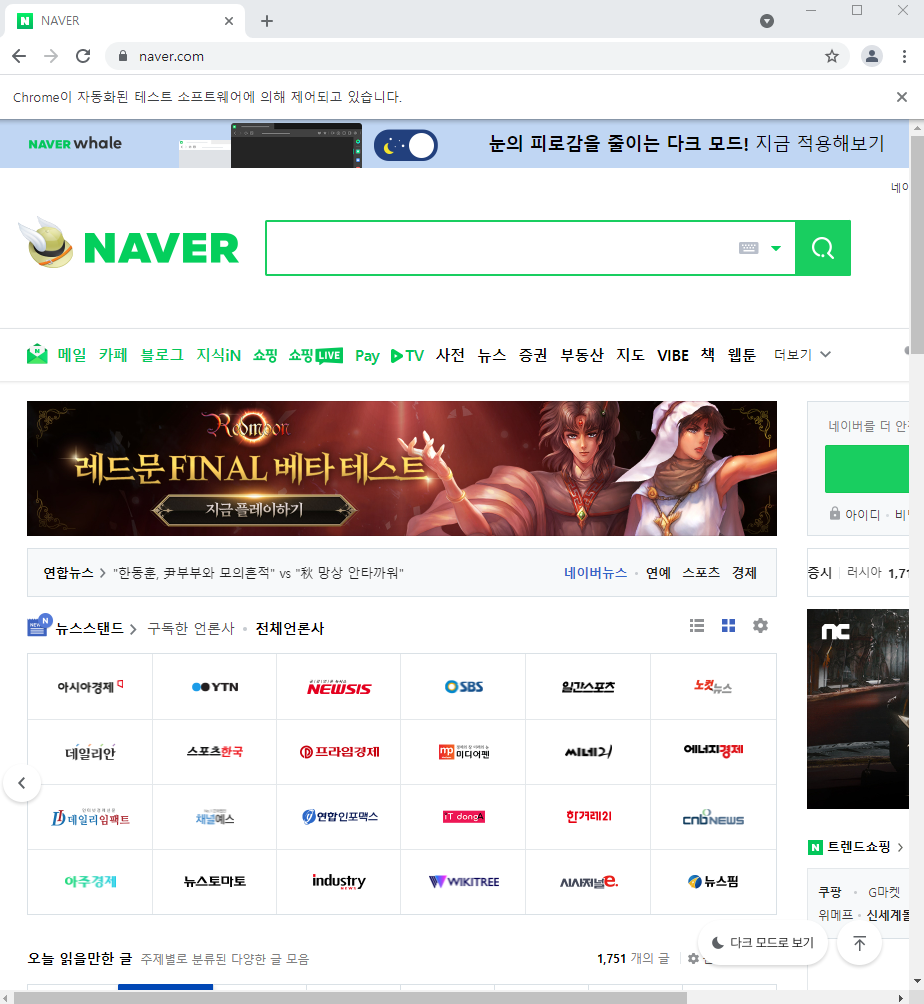 NAVER
naver.com
Chrome이 자동화된 테스트 소프트웨어에 의해 제어되고 있습니다.
NAVER whale 눈의 피로감을 줄이는 다크 모드! 지금 적용해보기
네이
NAVER
메일 카페 블로그 지식iN 쇼핑 쇼핑LIVE Pay TV 사전 뉴스 증권 부동산 지도 VIBE 책 웹툰 더보기
Redmoon
레드문 FINAL 베타 테스트
지금 플레이하기
네이버를 더 안
아이디 · 비
연합뉴스 > "한동훈, 尹부부와 모의흔적" vs "秋 망상 안타까워" 네이버뉴스 · 연예 스포츠 경제
증시 러시아 1,71
NEW N 뉴스스탠드 > 구독한 언론사 · 전체언론사
아시아경제 YTN NEWSIS SBS 일간스포츠 노컷뉴스
데일리안 스포츠한국 프라임경제 mp 미디어펜 씨네21 에너지경제
데일리임팩트 채널예스 연합인포맥스 IT dongA 한겨레21 cnbNEWS
아주경제 뉴스토마토 industry NEWS WIKITREE 시사저널e. 뉴스핌
nc
N 트렌드쇼핑 >
쿠팡 · G마켓
위메프 · 신세계몰
다크 모드로 보기
오늘 읽을만한 글 주제별로 분류된 다양한 글 모음 1,751 개의 글